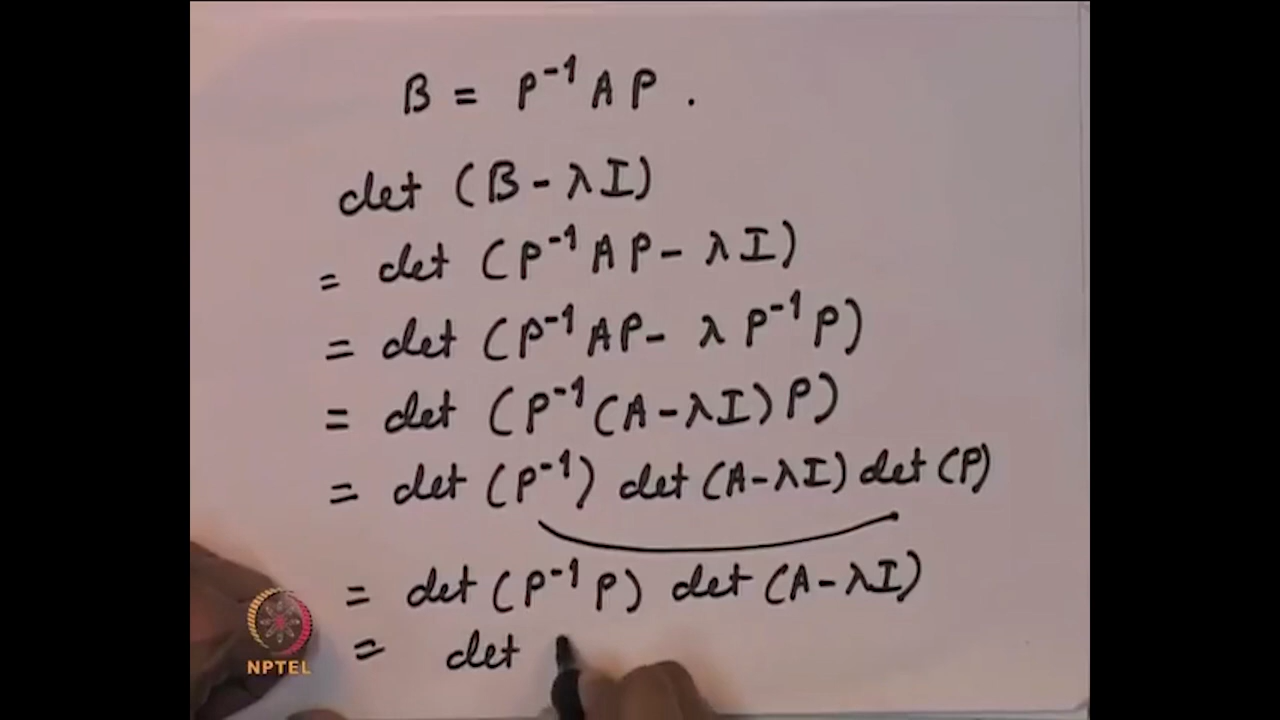 B = P⁻¹ A P .
det (B - λI)
= det (P⁻¹ A P - λI)
= det (P⁻¹ A P - λ P⁻¹ P)
= det (P⁻¹ (A - λI) P)
= det (P⁻¹) det (A - λI) det (P)
= det (P⁻¹ P) det (A - λI)
= det
NPTEL